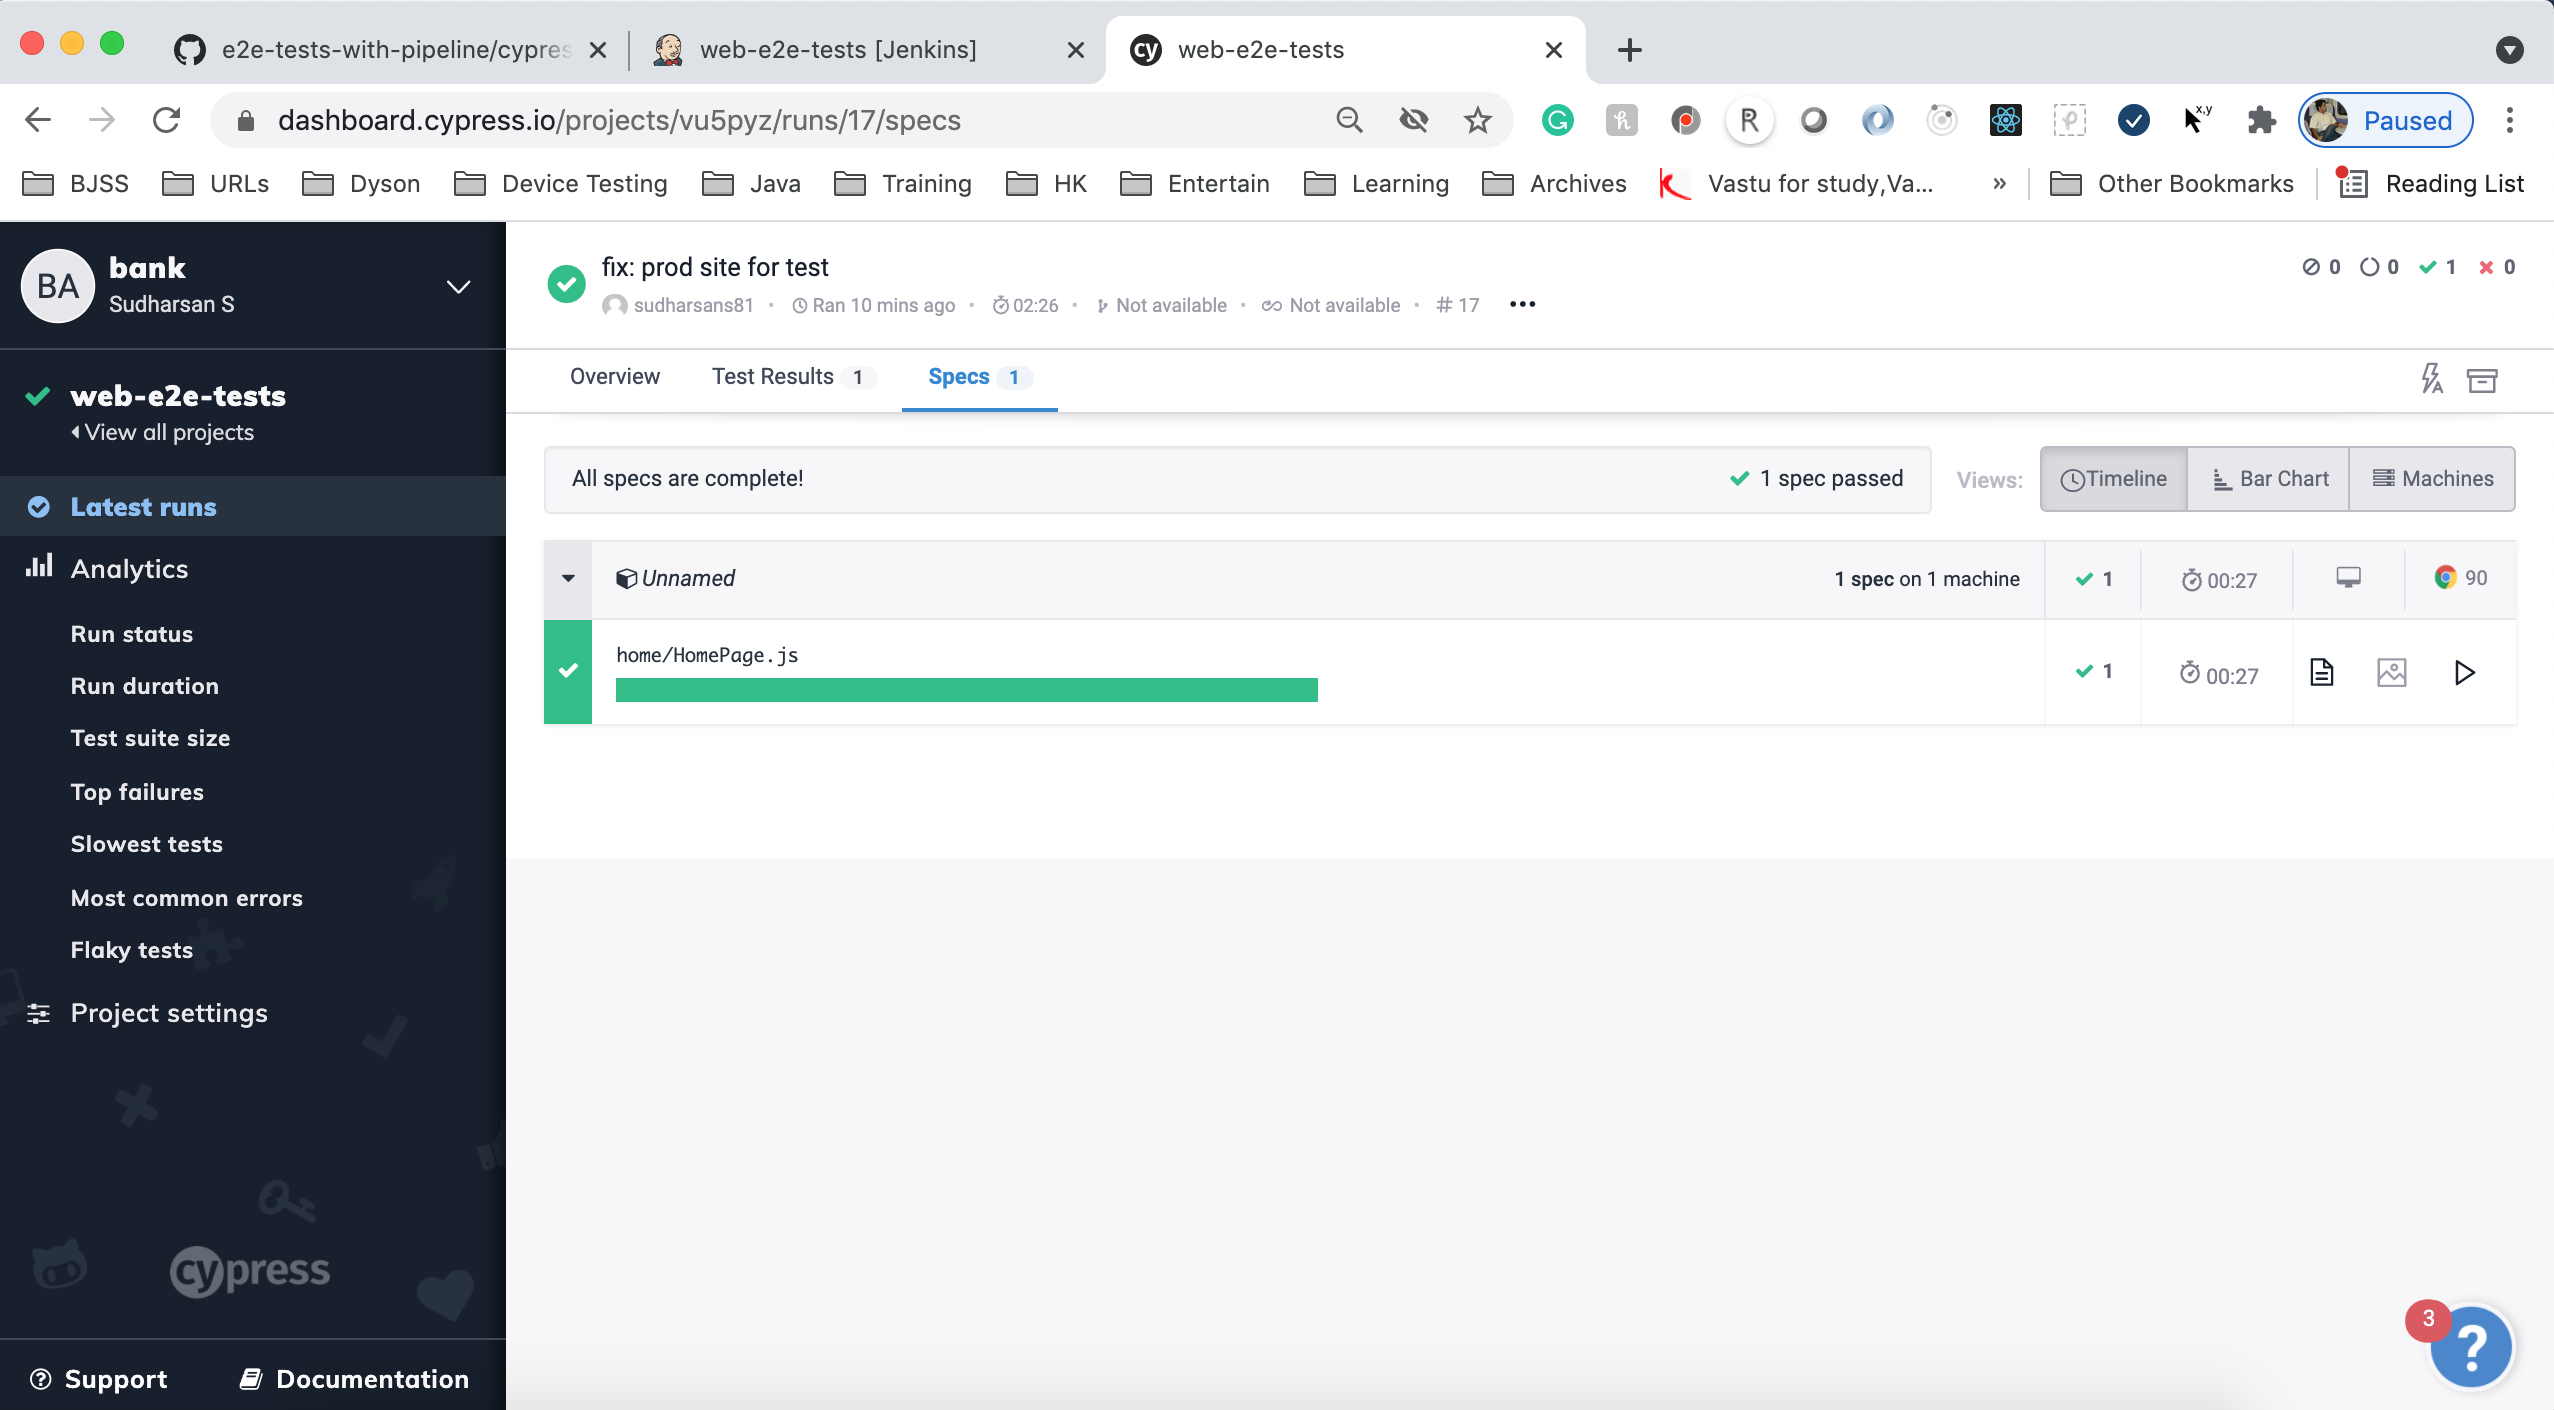 e2e-tests-with-pipeline/cypres
web-e2e-tests [Jenkins]
cy web-e2e-tests
dashboard.cypress.io/projects/vu5pyz/runs/17/specs
Paused
BJSS URLs Dyson Device Testing Java Training HK Entertain Learning Archives Vastu for study,Va... » Other Bookmarks Reading List
BA
bank
Sudharsan S
web-e2e-tests
View all projects
Latest runs
Analytics
Run status
Run duration
Test suite size
Top failures
Slowest tests
Most common errors
Flaky tests
Project settings
cypress
Support Documentation
fix: prod site for test
0 0 1 0
sudharsans81 • Ran 10 mins ago • 02:26 • Not available • Not available • # 17 •••
Overview Test Results 1 Specs 1
All specs are complete! 1 spec passed
Views: Timeline Bar Chart Machines
Unnamed 1 spec on 1 machine 1 00:27 90
home/HomePage.js 1 00:27
3
?